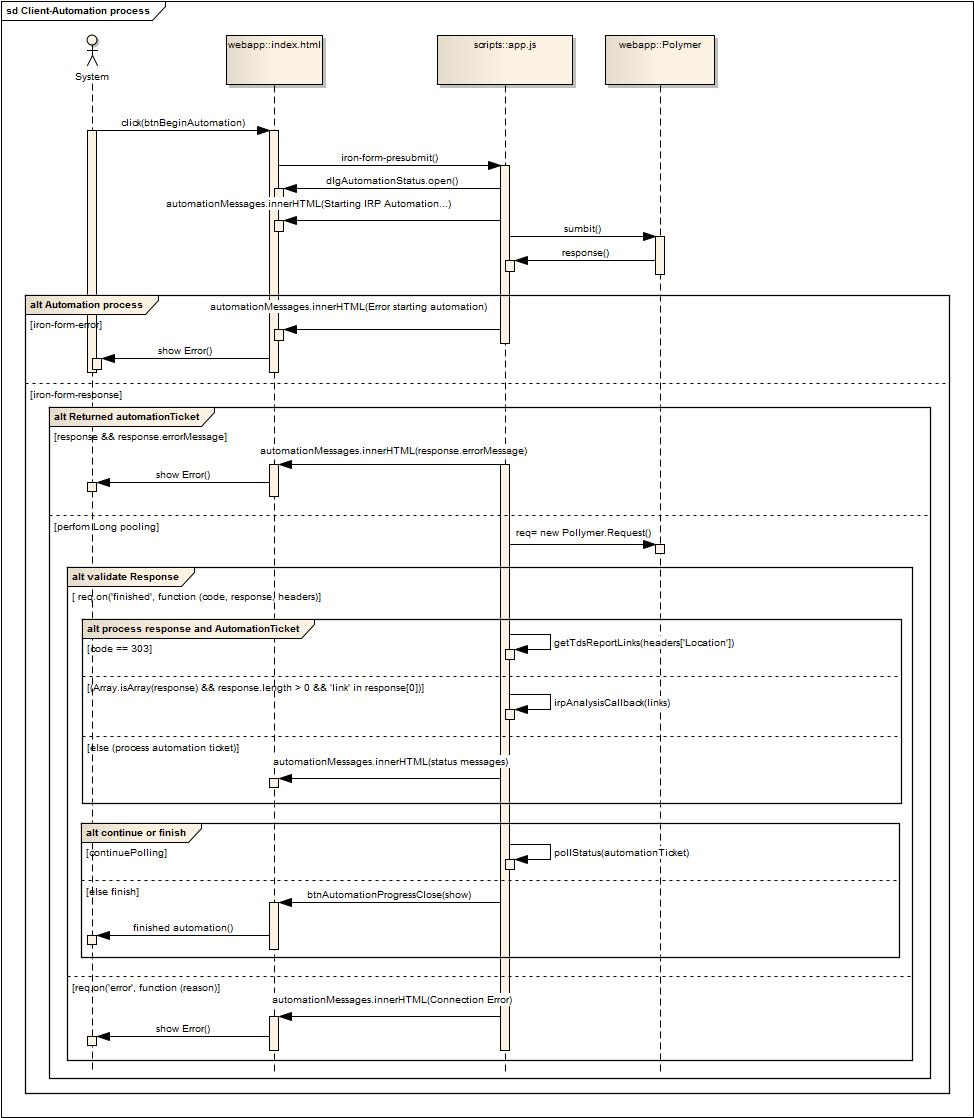 sd Client-Automation process
System
webapp::index.html
scripts::app.js
webapp::Polymer
click(btnBeginAutomation)
iron-form-presubmit()
dlgAutomationStatus.open()
automationMessages.innerHTML(Starting IRP Automation...)
sumbit()
response()
alt Automation process
automationMessages.innerHTML(Error starting automation)
[iron-form-error]
show Error()
[iron-form-response]
alt Returned automationTicket
[response && response.errorMessage]
automationMessages.innerHTML(response.errorMessage)
show Error()
[perfom Long pooling]
req= new Pollymer.Request()
alt validate Response
[ req.on('finished', function (code, response, headers)]
alt process response and AutomationTicket
[code == 303]
getTdsReportLinks(headers['Location'])
[(Array.isArray(response) && response.length > 0 && 'link' in response[0])]
irpAnalysisCallback(links)
[else (process automation ticket)]
automationMessages.innerHTML(status messages)
alt continue or finish
[continuePolling]
pollStatus(automationTicket)
[else finish]
btnAutomationProgressClose(show)
finished automation()
[req.on('error', function (reason)]
automationMessages.innerHTML(Connection Error)
show Error()